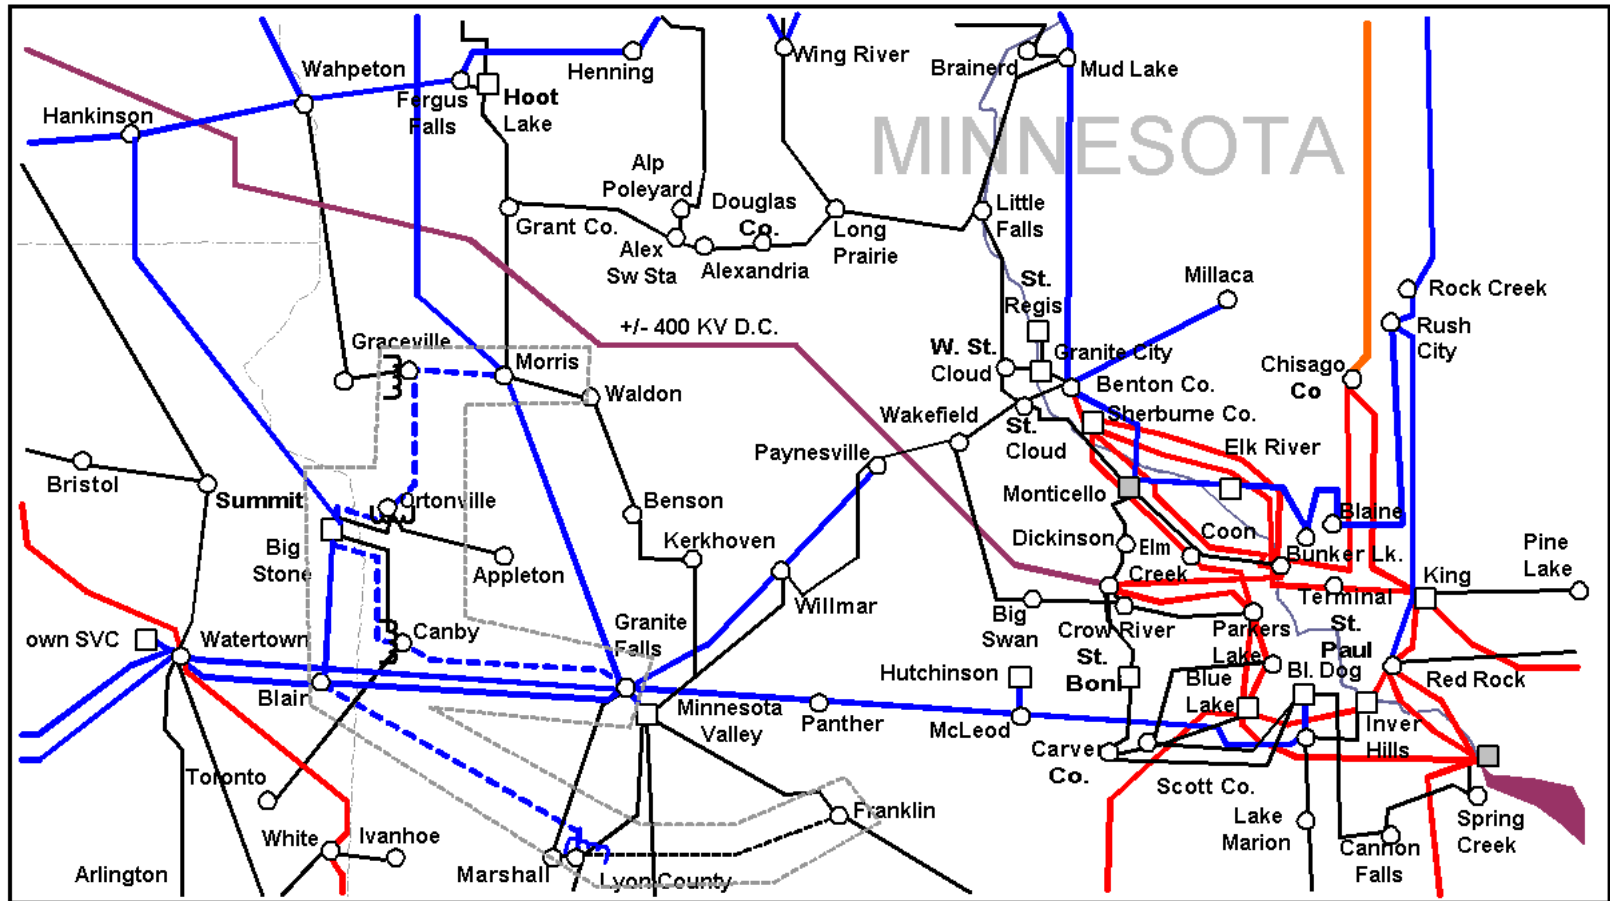 Wahpeton
Henning
Wing River
Brainerd
Mud Lake
Hankinson
Fergus
Falls
Hoot
Lake
MINNESOTA
Alp
Poleyard
Douglas
Co.
Grant Co.
Alex
Sw Sta
Alexandria
Long
Prairie
Little
Falls
St.
Regis
Millaca
Rock Creek
Rush
City
+/- 400 KV D.C.
Graceville
Morris
Waldon
W. St.
Cloud
Granite City
Benton Co.
Chisago
Co
Wakefield
Sherburne Co.
St.
Cloud
Elk River
Paynesville
Bristol
Summit
Ortonville
Benson
Monticello
Blaine
Big
Stone
Appleton
Kerkhoven
Dickinson
Elm
Creek
Coon
Bunker Lk.
Pine
Lake
King
Willmar
Big
Swan
Crow River
Terminal
Parkers
Lake
St.
Paul
own SVC
Watertown
Canby
Granite
Falls
Hutchinson
St.
Boni
Blue
Lake
Bl. Dog
Red Rock
Blair
Minnesota
Valley
Panther
McLeod
Inver
Hills
Carver
Co.
Scott Co.
Toronto
Franklin
Lake
Marion
Spring
Creek
White
Ivanhoe
Cannon
Falls
Arlington
Marshall
Lyon County